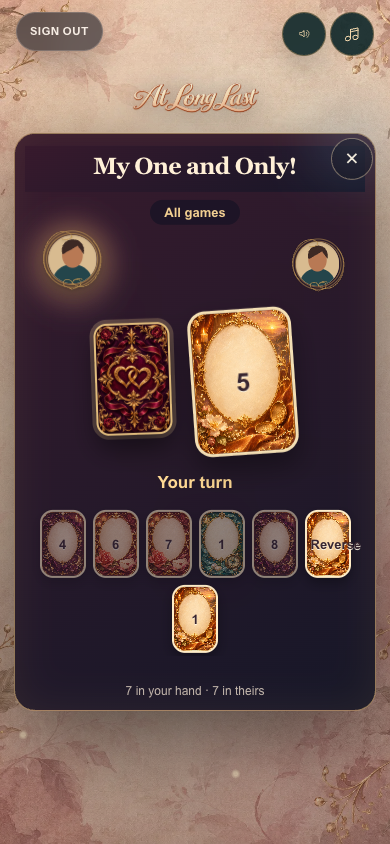 SIGN OUT
At Long Last
My One and Only!
×
All games
5
Your turn
4 6 7 1 8 Reverse
1
7 in your hand · 7 in theirs